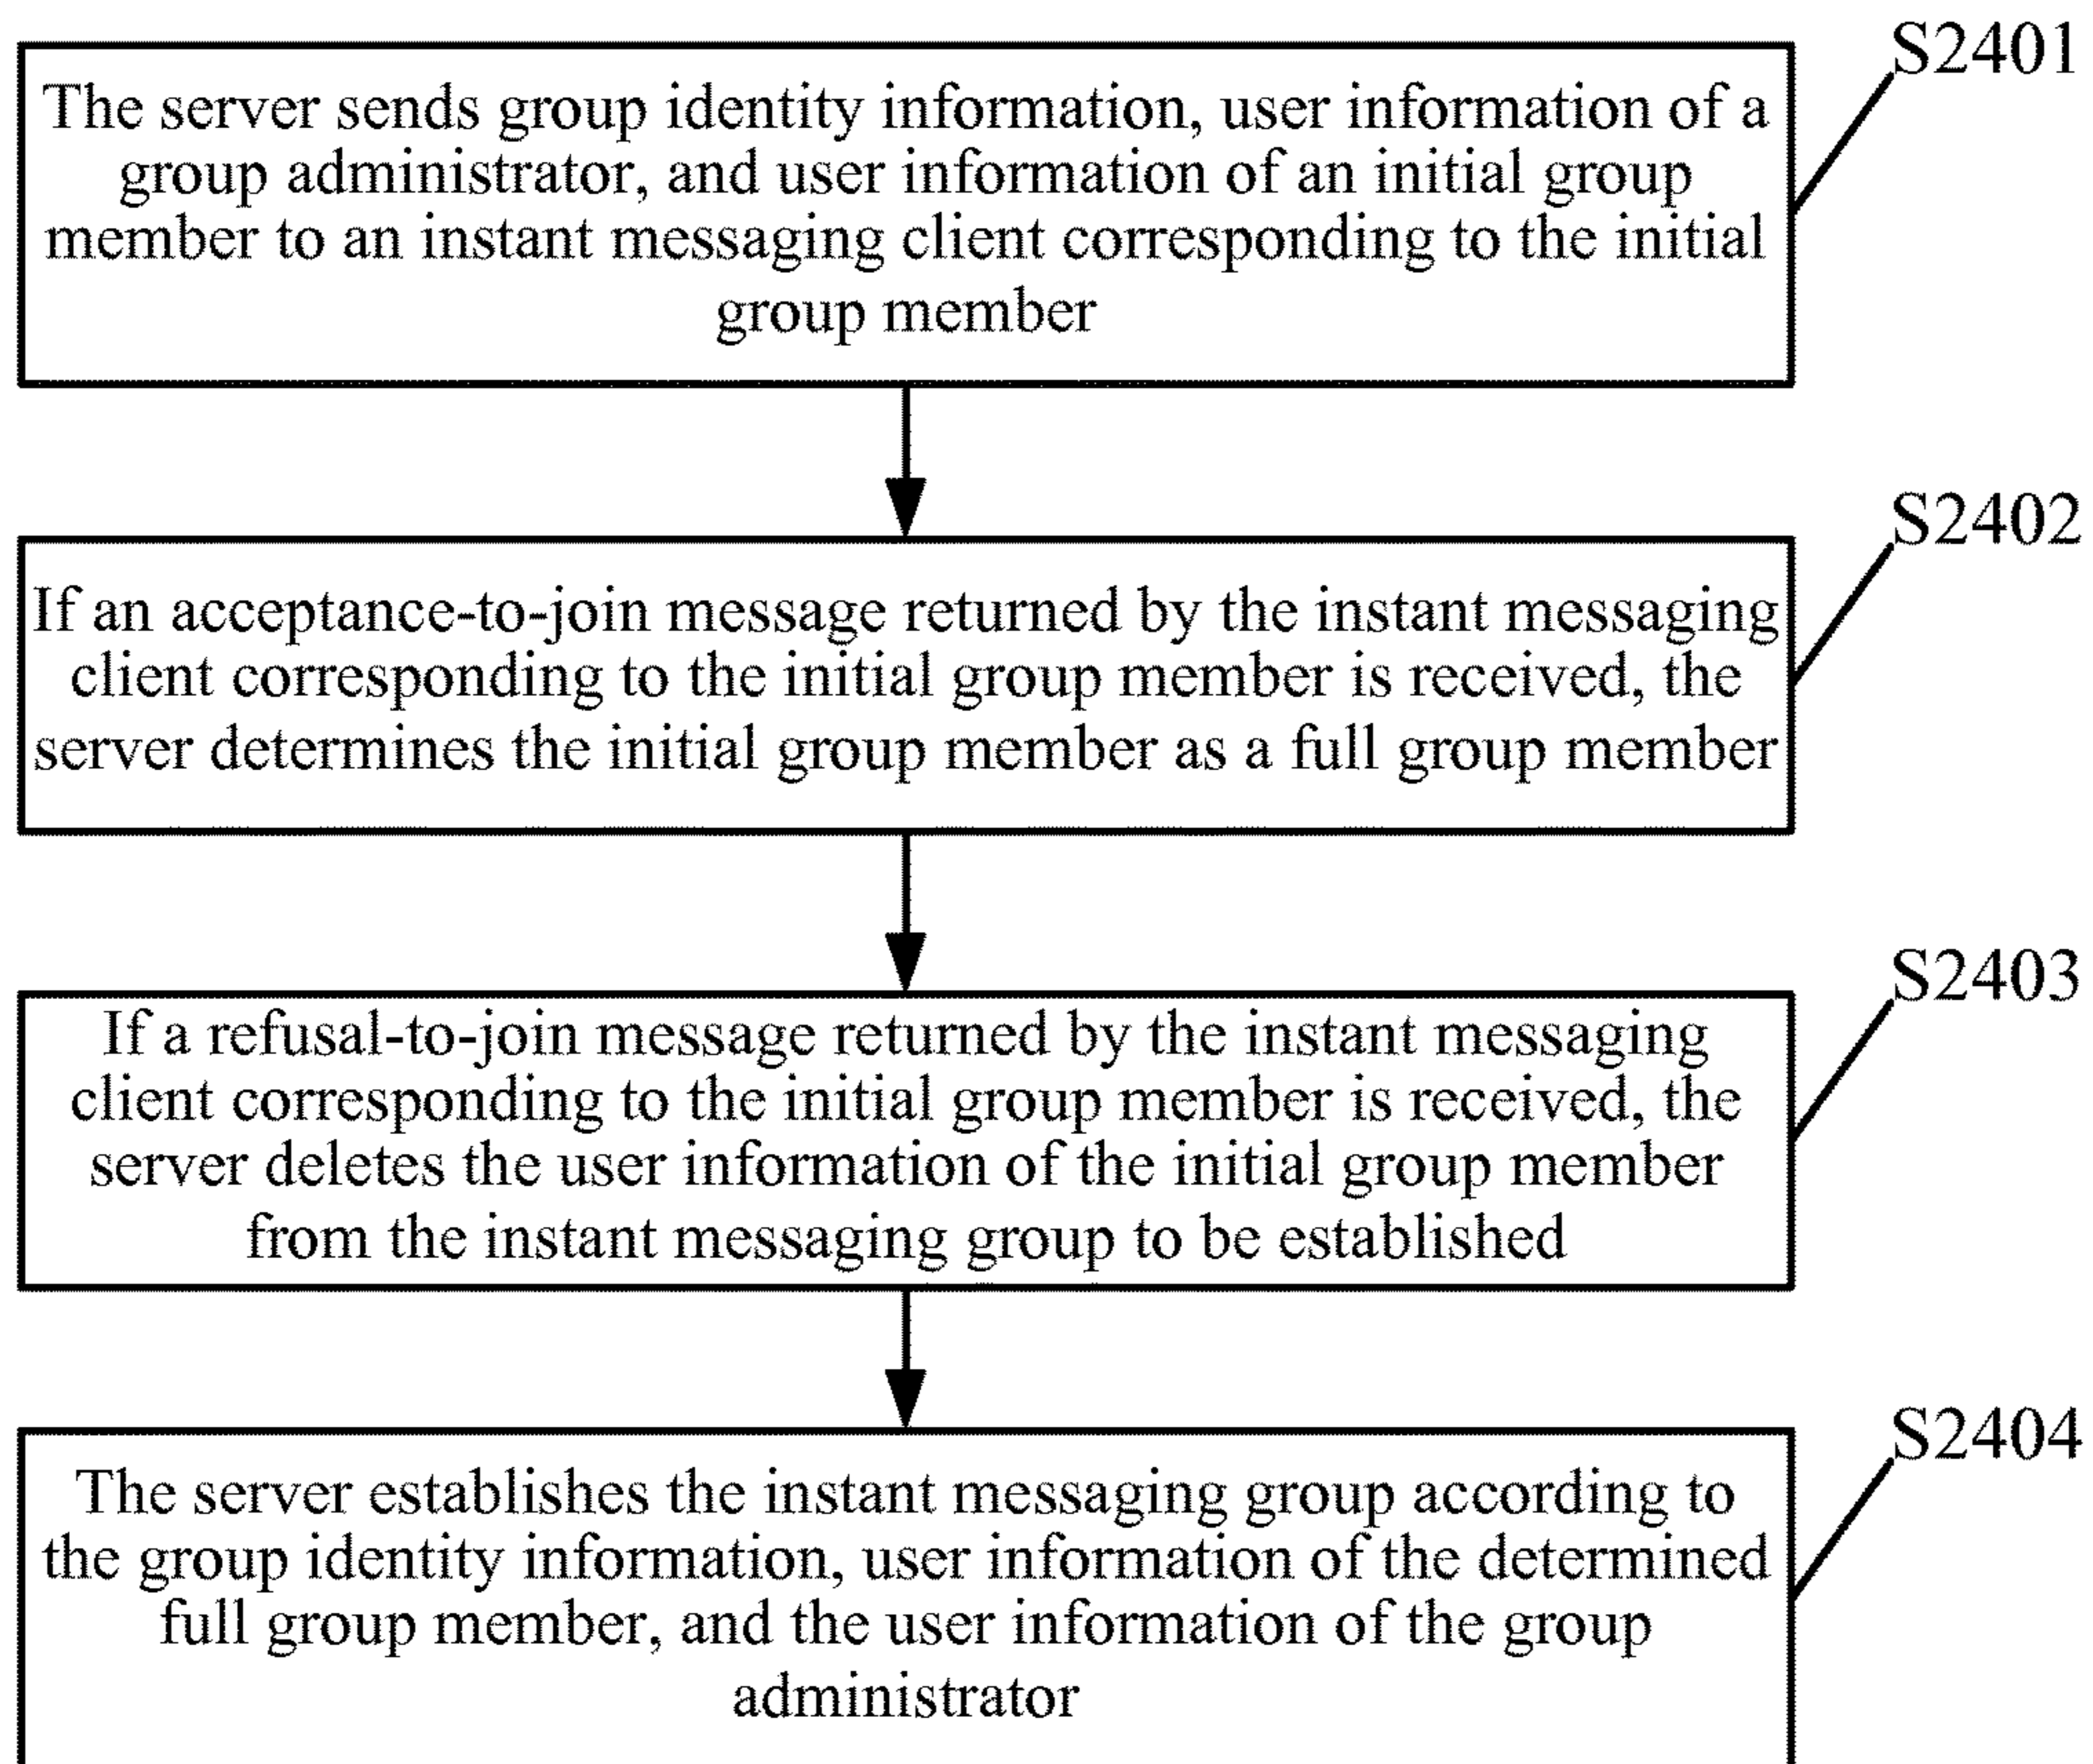 S2401
The server sends group identity information, user information of a
group administrator, and user information of an initial group
member to an instant messaging client corresponding to the initial
group member
S2402
If an acceptance-to-join message returned by the instant messaging
client corresponding to the initial group member is received, the
server determines the initial group member as a full group member
S2403
If a refusal-to-join message returned by the instant messaging
client corresponding to the initial group member is received, the
server deletes the user information of the initial group member
from the instant messaging group to be established
S2404
The server establishes the instant messaging group according to
the group identity information, user information of the determined
full group member, and the user information of the group
administrator